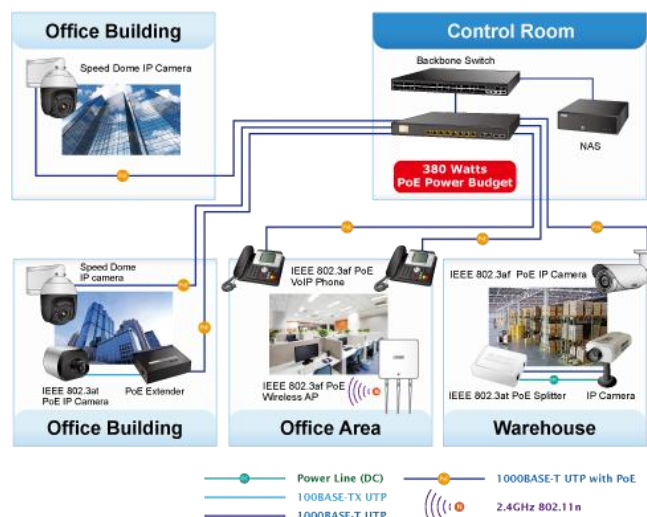 Office Building
Speed Dome IP Camera
Control Room
Backbone Switch
NAS
380 Watts
PoE Power Budget
Speed Dome
IP camera
IEEE 802.3at
PoE IP Camera
PoE Extender
Office Building
IEEE 802.3af PoE
VoIP Phone
IEEE 802.3af PoE
Wireless AP
Office Area
IEEE 802.3af PoE IP Camera
IEEE 802.3at PoE Splitter
IP Camera
Warehouse
Power Line (DC)
1000BASE-T UTP with PoE
100BASE-TX UTP
2.4GHz 802.11n
1000BASE-T UTP